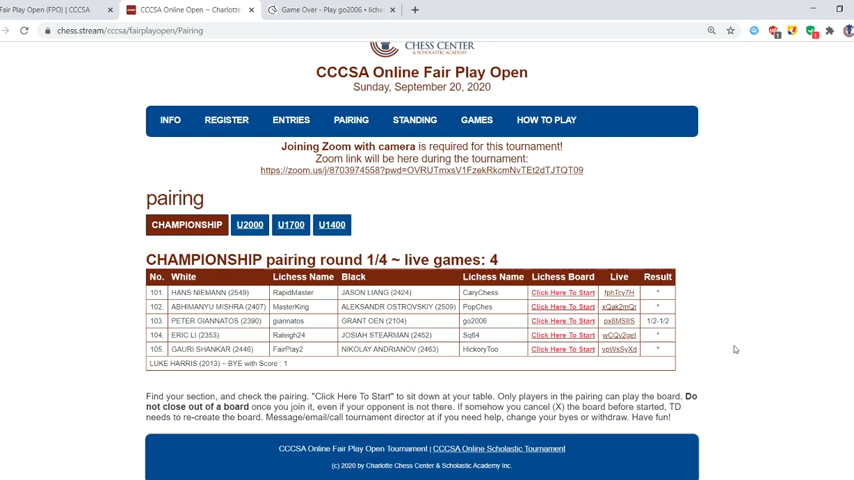 Fair Play Open (FPO) | CCCSA
CCCSA Online Open ~ Charlotte
Game Over - Play go2006 • liche
chess.stream/cccsa/fairplayopen/Pairing
CHESS CENTER
& SCHOLASTIC ACADEMY
CCCSA Online Fair Play Open
Sunday, September 20, 2020
INFO REGISTER ENTRIES PAIRING STANDING GAMES HOW TO PLAY
Joining Zoom with camera is required for this tournament!
Zoom link will be here during the tournament:
https://zoom.us/j/8703974558?pwd=OVRUTmxsV1FzekRkcmNvTEt2dTJTQT09
pairing
CHAMPIONSHIP U2000 U1700 U1400
CHAMPIONSHIP pairing round 1/4 ~ live games: 4
No. White Lichess Name Black Lichess Name Lichess Board Live Result
101. HANS NIEMANN (2549) RapidMaster JASON LIANG (2424) CaryChess Click Here To Start fphTcy7H *
102. ABHIMANYU MISHRA (2407) MasterKing ALEKSANDR OSTROVSKIY (2509) PopChes Click Here To Start xQak2mQr *
103. PETER GIANNATOS (2390) giannatos GRANT OEN (2104) go2006 Click Here To Start px8MSIIS 1/2-1/2
104. ERIC LI (2353) Raleigh24 JOSIAH STEARMAN (2452) Sq64 Click Here To Start wCQv2gel *
105. GAURI SHANKAR (2446) FairPlay2 NIKOLAY ANDRIANOV (2463) HickoryToo Click Here To Start vpWsSyXd *
LUKE HARRIS (2013) ~ BYE with Score : 1
Find your section, and check the pairing. "Click Here To Start" to sit down at your table. Only players in the pairing can play the board. Do
not close out of a board once you join it, even if your opponent is not there. If somehow you cancel (X) the board before started, TD
needs to re-create the board. Message/email/call tournament director at if you need help, change your byes or withdraw. Have fun!
CCCSA Online Fair Play Open Tournament | CCCSA Online Scholastic Tournament
(c) 2020 by Charlotte Chess Center & Scholastic Academy Inc.